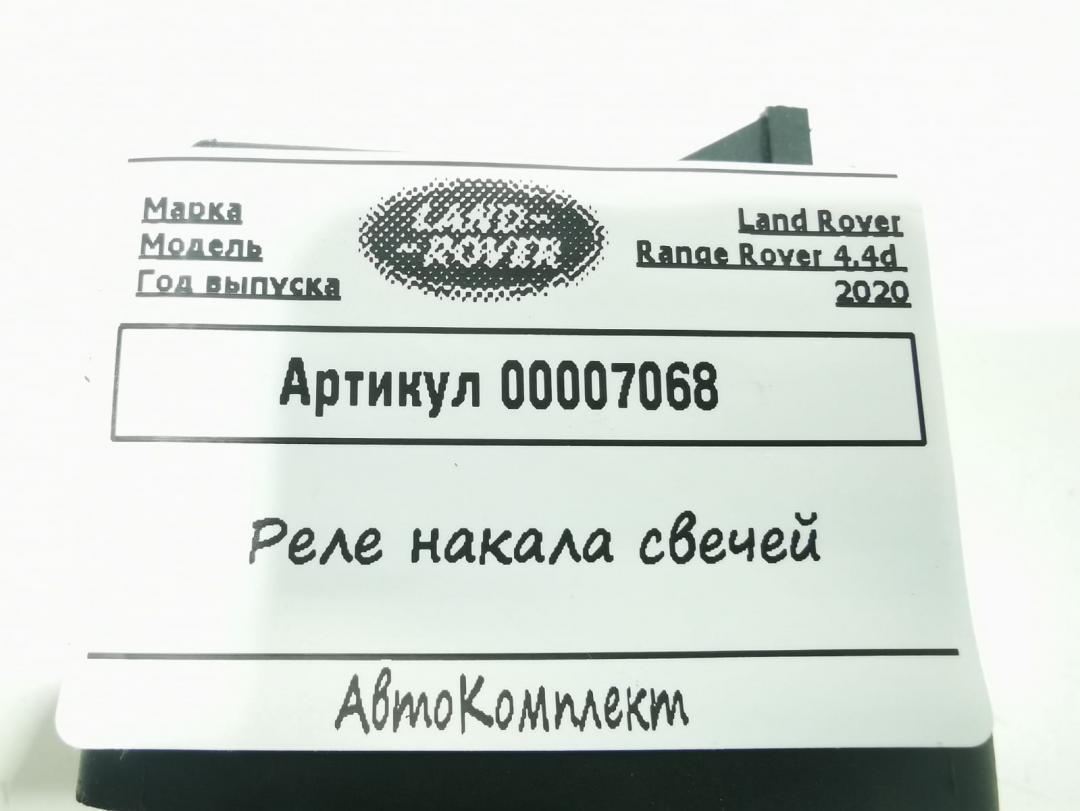 Марка
Модель
Год выпуска
LAND-
-ROVER
Land Rover
Range Rover 4.4d
2020
Артикул 00007068
Реле накала свечей
АвтоКомплект